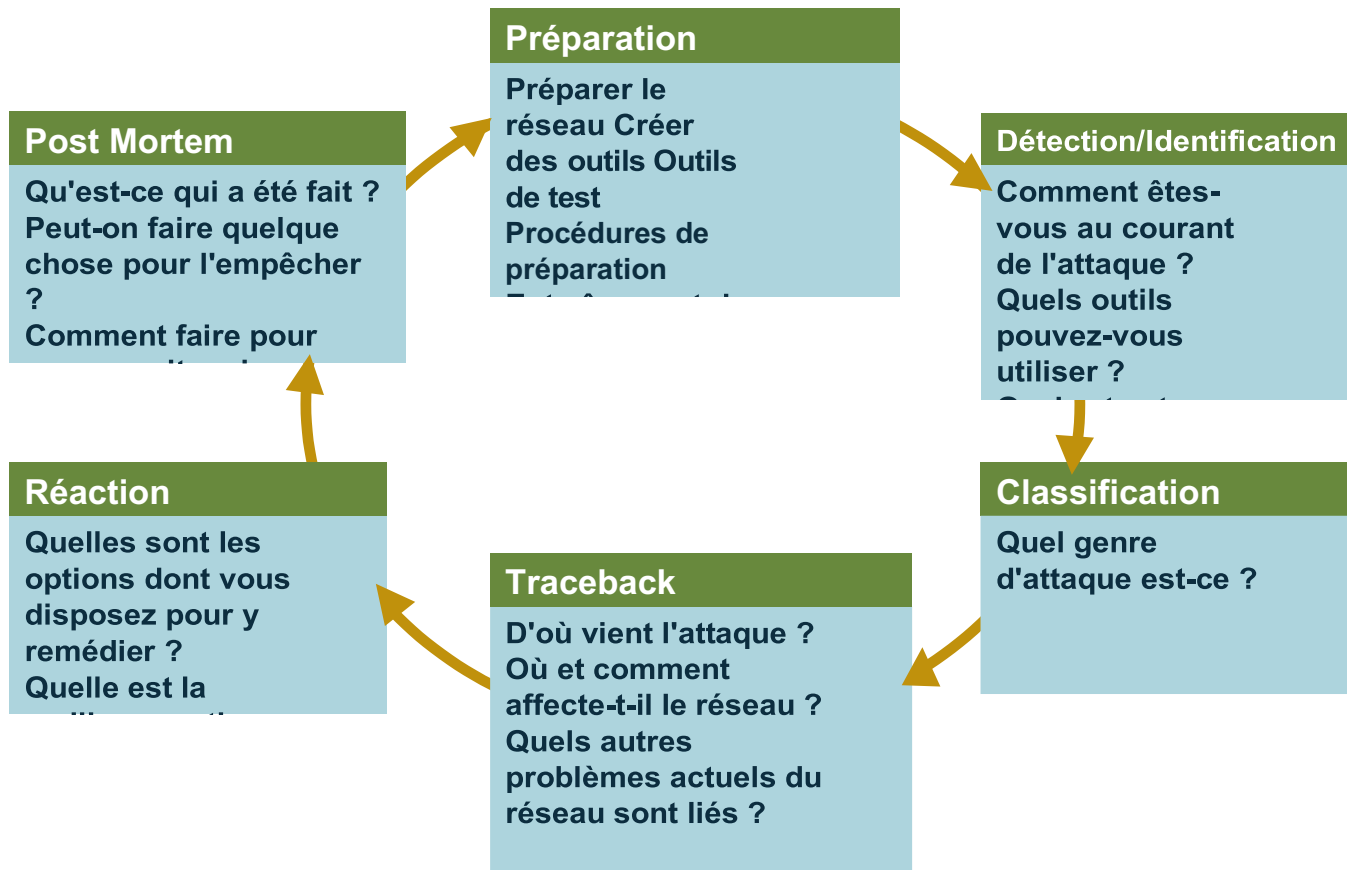 Préparation
Préparer le
réseau Créer
des outils Outils
de test
Procédures de
préparation
Détection/Identification
Comment êtes-
vous au courant
de l'attaque ?
Quels outils
pouvez-vous
utiliser ?
Classification
Quel genre
d'attaque est-ce ?
Traceback
D'où vient l'attaque ?
Où et comment
affecte-t-il le réseau ?
Quels autres
problèmes actuels du
réseau sont liés ?
Réaction
Quelles sont les
options dont vous
disposez pour y
remédier ?
Quelle est la
Post Mortem
Qu'est-ce qui a été fait ?
Peut-on faire quelque
chose pour l'empêcher
?
Comment faire pour